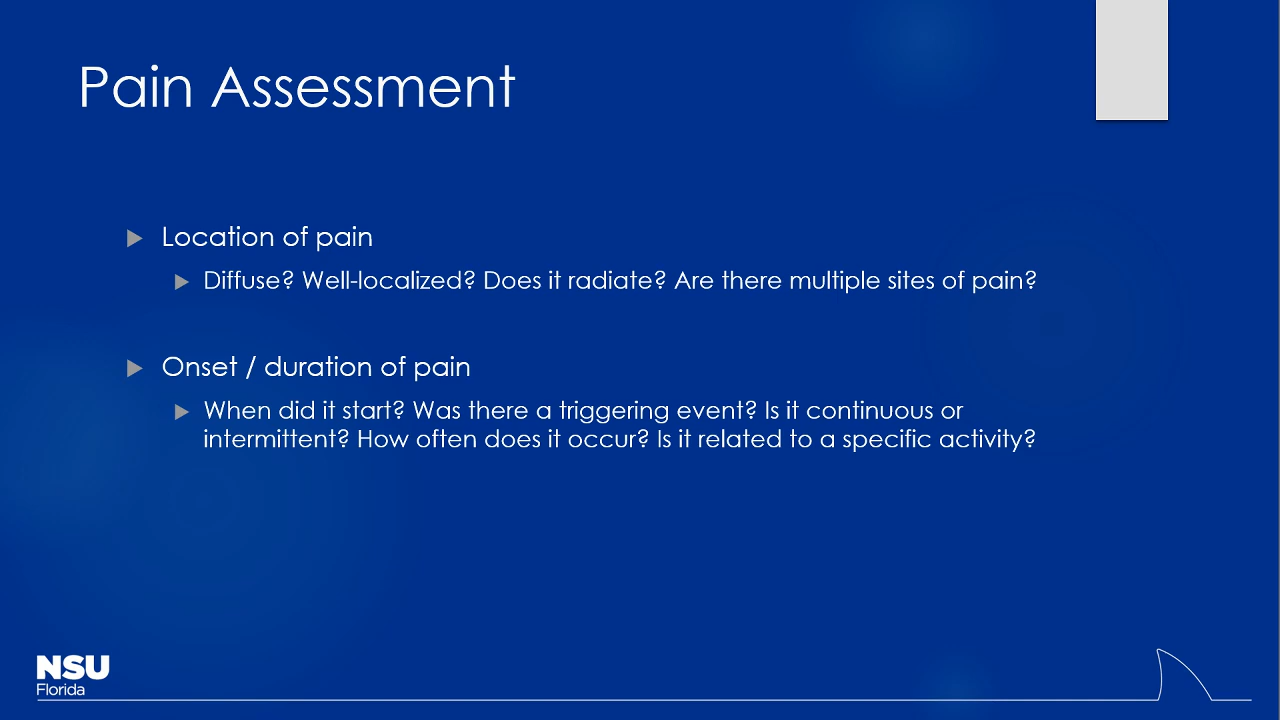 Pain Assessment
Location of pain
Diffuse? Well-localized? Does it radiate? Are there multiple sites of pain?
Onset / duration of pain
When did it start? Was there a triggering event? Is it continuous or
intermittent? How often does it occur? Is it related to a specific activity?
NSU
Florida